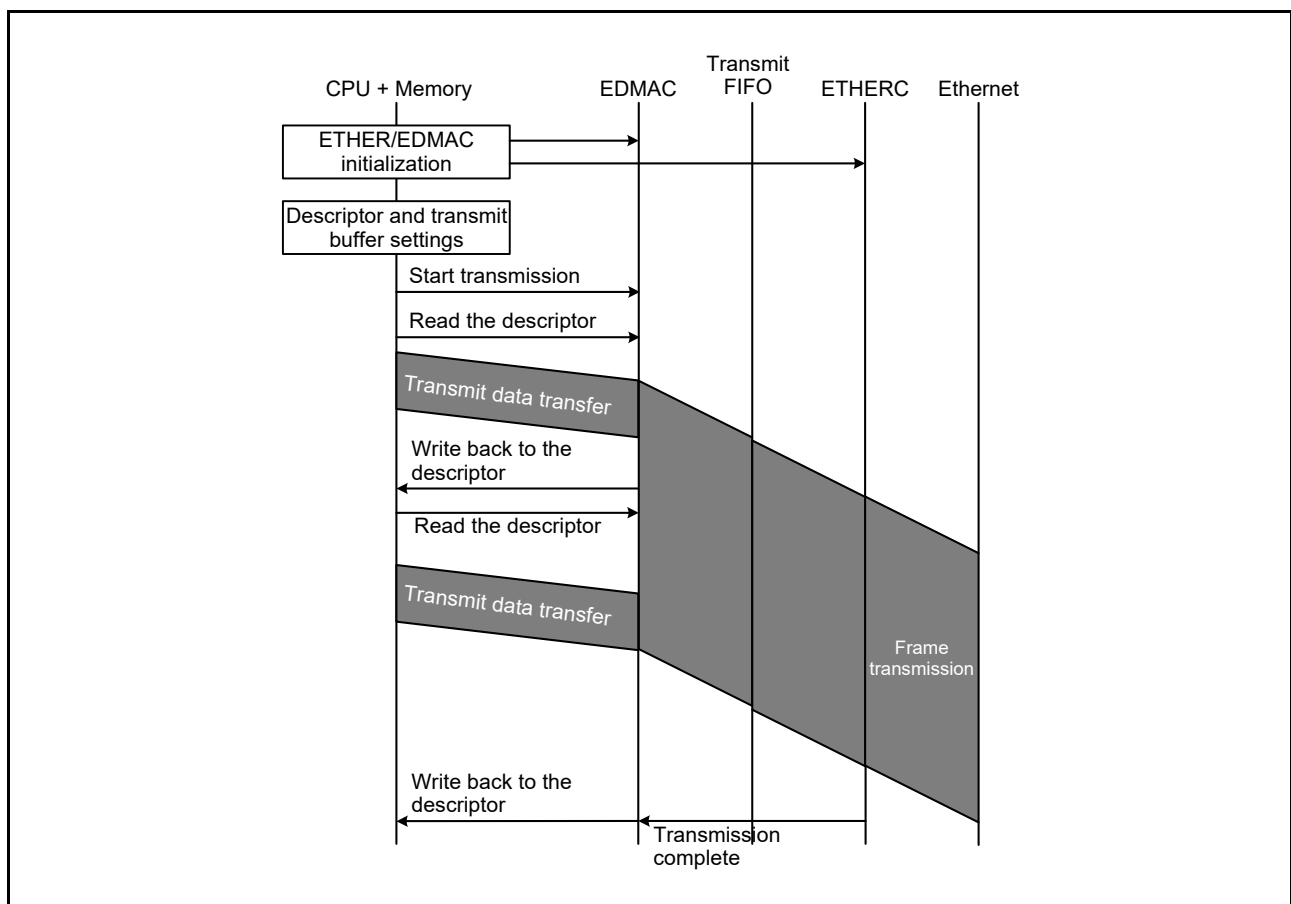 Transmit
FIFO
CPU + Memory
EDMAC
ETHERC
Ethernet
ETHER/EDMAC
initialization
Descriptor and transmit
buffer settings
Start transmission
Read the descriptor
Transmit data transfer
Write back to the
descriptor
Read the descriptor
Transmit data transfer
Frame
transmission
Write back to the
descriptor
Transmission
complete